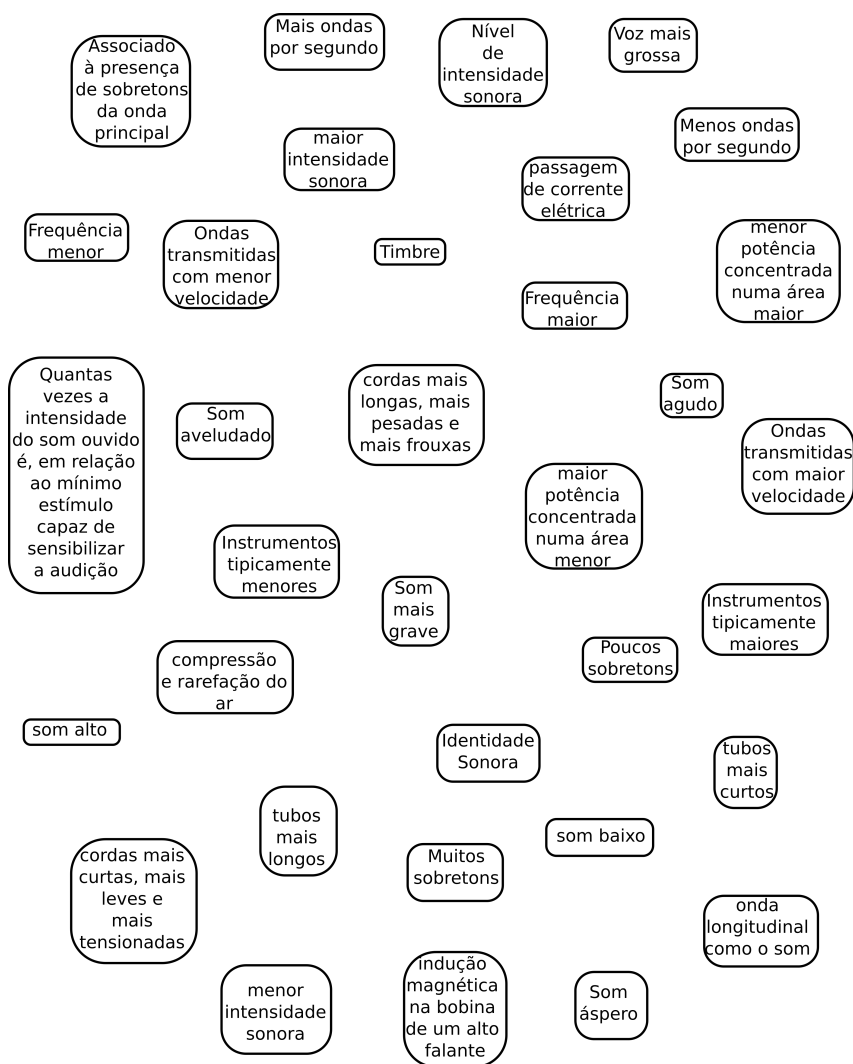 Associado
à presença
de sobretons
da onda
principal
Mais ondas
por segundo
Nível
de
intensidade
sonora
Voz mais
grossa
maior
intensidade
sonora
Menos ondas
por segundo
passagem
de corrente
elétrica
Frequência
menor
Ondas
transmitidas
com menor
velocidade
Timbre
menor
potência
concentrada
numa área
maior
Frequência
maior
Quantas
vezes a
intensidade
do som ouvido
é, em relação
ao mínimo
estímulo
capaz de
sensibilizar
a audição
Som
aveludado
cordas mais
longas, mais
pesadas e
mais frouxas
Som
agudo
Ondas
transmitidas
com maior
velocidade
maior
potência
concentrada
numa área
menor
Instrumentos
tipicamente
menores
Som
mais
grave
Instrumentos
tipicamente
maiores
compressão
e rarefação do
ar
Poucos
sobretons
som alto
Identidade
Sonora
tubos
mais
curtos
tubos
mais
longos
som baixo
cordas mais
curtas, mais
leves e
mais
tensionadas
Muitos
sobretons
onda
longitudinal
como o som
menor
intensidade
sonora
indução
magnética
na bobina
de um alto
falante
Som
áspero